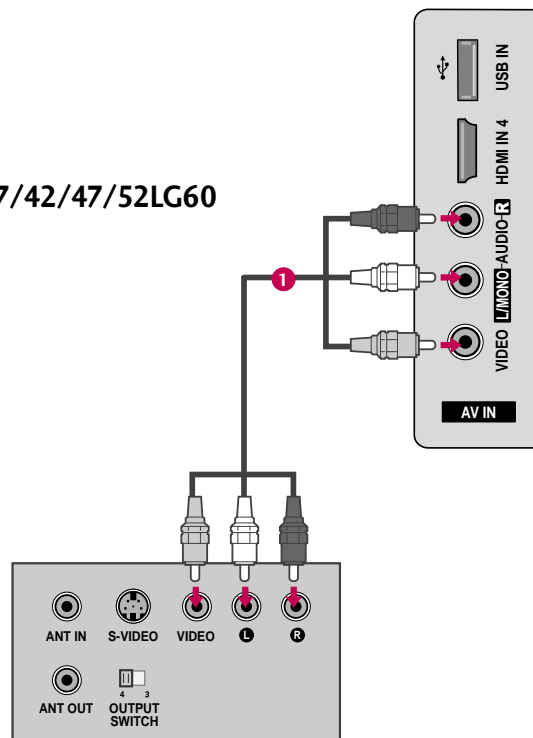 7/42/47/52LG60
USB IN
HDMI IN 4
L/MONO-AUDIO-R
VIDEO
AV IN
1
ANT IN S-VIDEO VIDEO L R
ANT OUT
4 3
OUTPUT
SWITCH